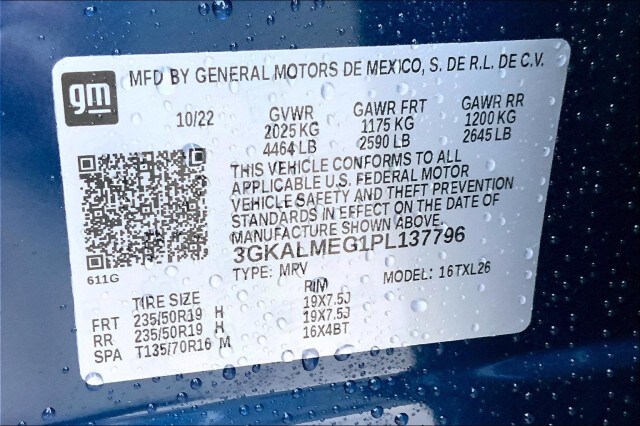 gm
MFD BY GENERAL MOTORS DE MEXICO, S. DE R.L. DE C.V.
10/22 GVWR GAWR FRT GAWR RR
2025 KG 1175 KG 1200 KG
4464 LB 2590 LB 2645 LB
THIS VEHICLE CONFORMS TO ALL
APPLICABLE U.S. FEDERAL MOTOR
VEHICLE SAFETY AND THEFT PREVENTION
STANDARDS IN EFFECT ON THE DATE OF
MANUFACTURE SHOWN ABOVE.
3GKALMEG1PL137796
611G
TYPE: MPV MODEL: 16TXL26
TIRE SIZE RIM
FRT 235/50R19 H 19X7.5J
RR 235/50R19 H 19X7.5J
SPA T135/70R16 M 16X4BT